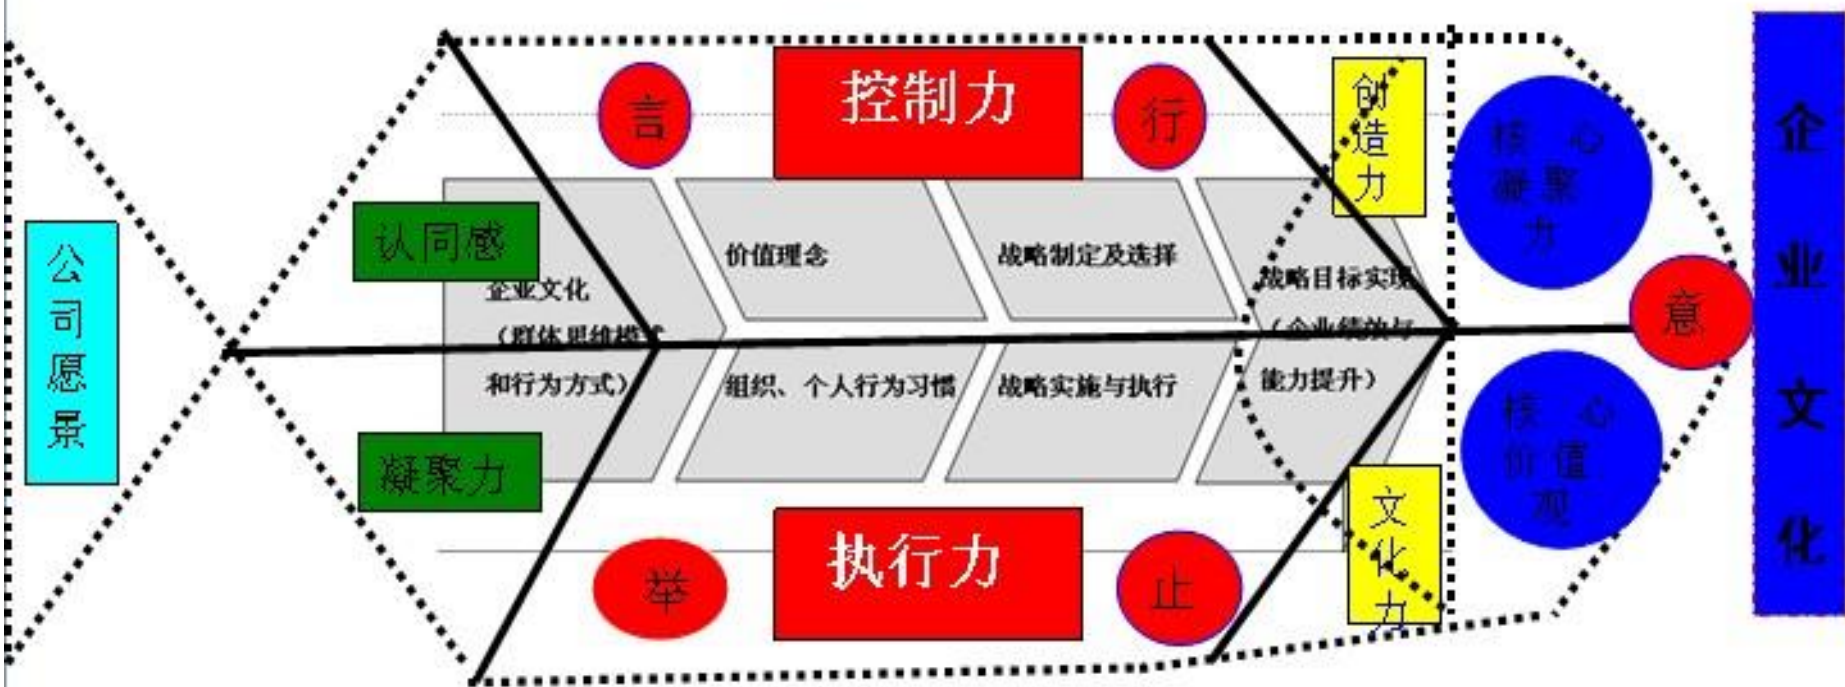 公司愿景
认同感
凝聚力
言
控制力
行
创造力
企业文化
（群体思维模式
和行为方式）
价值理念
组织、个人行为习惯
战略制定及选择
战略实施与执行
战略目标实现
（企业绩效与
能力提升）
举
执行力
止
文化力
核心
凝聚
力
核心
价值
观
意
企业文化